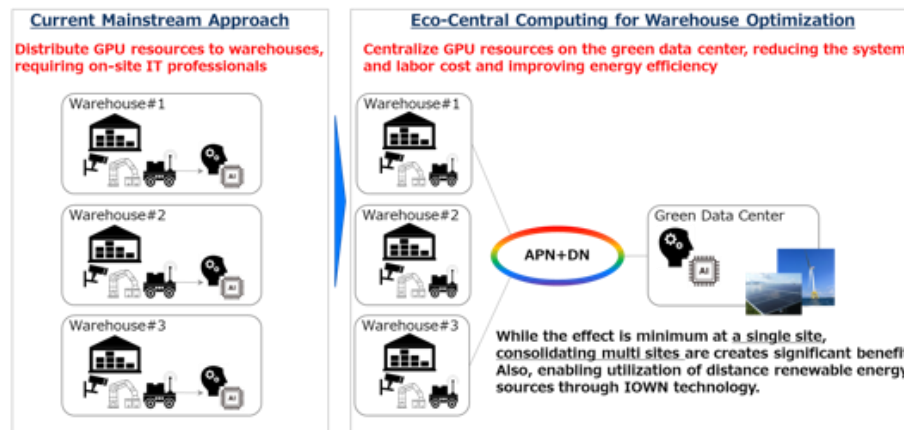 Current Mainstream Approach
Distribute GPU resources to warehouses,
requiring on-site IT professionals
Warehouse#1
AI
Warehouse#2
AI
Warehouse#3
AI
Eco-Central Computing for Warehouse Optimization
Centralize GPU resources on the green data center, reducing the system
and labor cost and improving energy efficiency
Warehouse#1
Warehouse#2
Warehouse#3
APN+DN
Green Data Center
AI
While the effect is minimum at a single site,
consolidating multi sites are creates significant benefit
Also, enabling utilization of distance renewable energy
sources through IOWN technology.